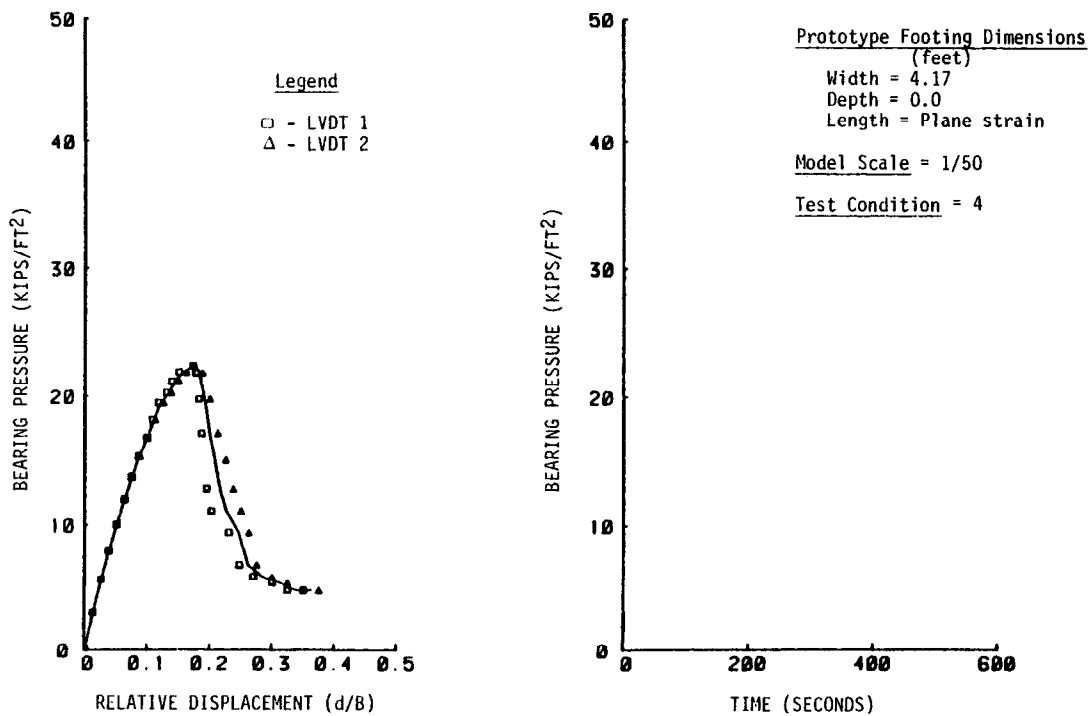 50
40
30
20
10
0
BEARING PRESSURE (KIPS/FT²)
Legend
□ - LVDT 1
△ - LVDT 2
0 0.1 0.2 0.3 0.4 0.5
RELATIVE DISPLACEMENT (d/B)
50
40
30
20
10
0
BEARING PRESSURE (KIPS/FT²)
Prototype Footing Dimensions
(feet)
Width = 4.17
Depth = 0.0
Length = Plane strain
Model Scale = 1/50
Test Condition = 4
0 200 400 600
TIME (SECONDS)